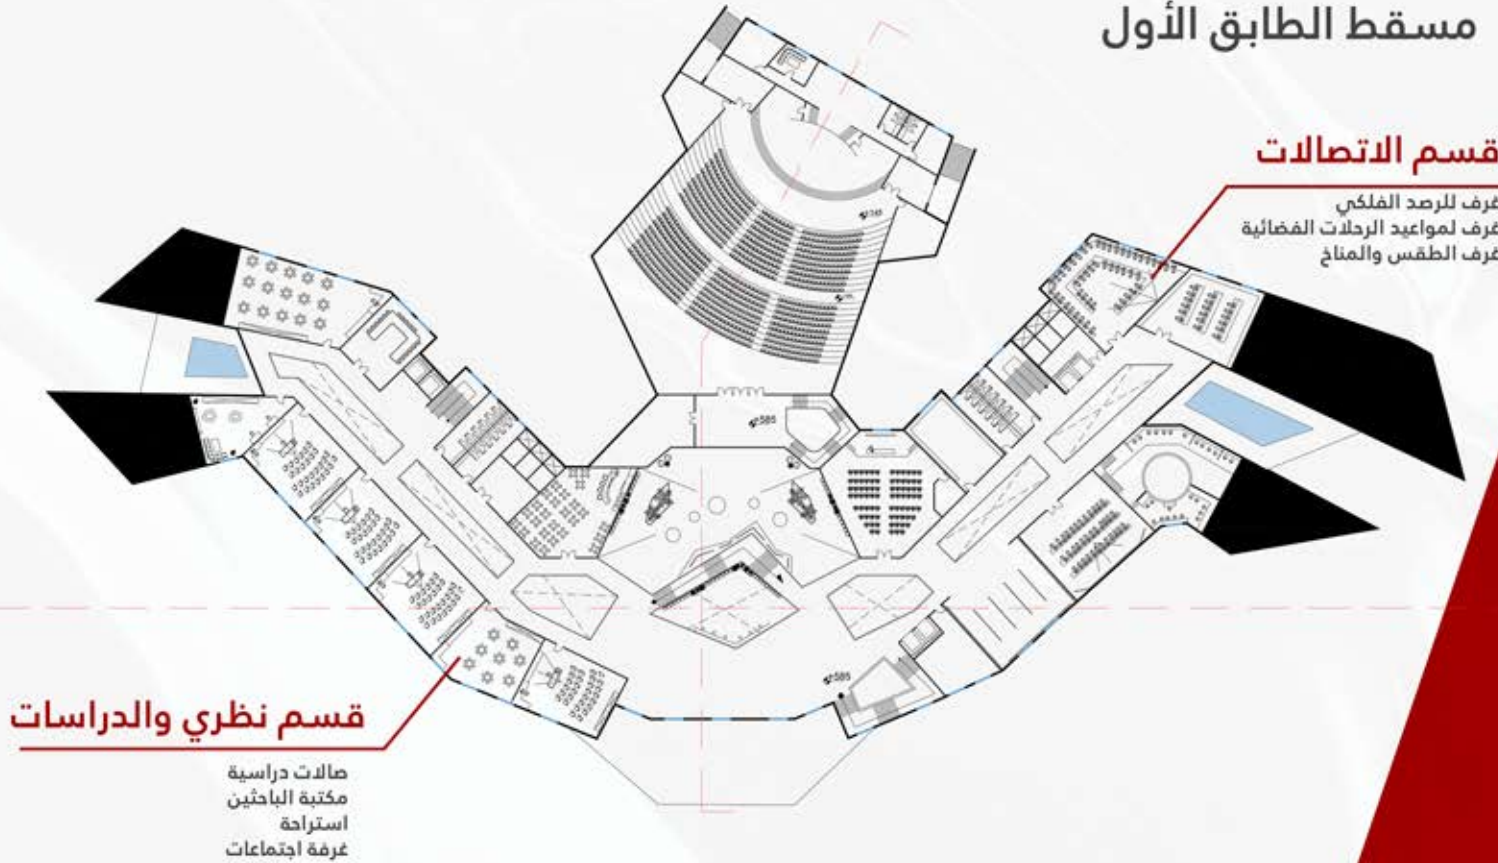 مسقط الطابق الأول
قسم الاتصالات
غرف للرصد الفلكي
غرف لمواعيد الرحلات الفضائية
غرف الطقس والمناخ
قسم نظري والدراسات
صالات دراسية
مكتبة الباحثين
استراحة
غرفة اجتماعات